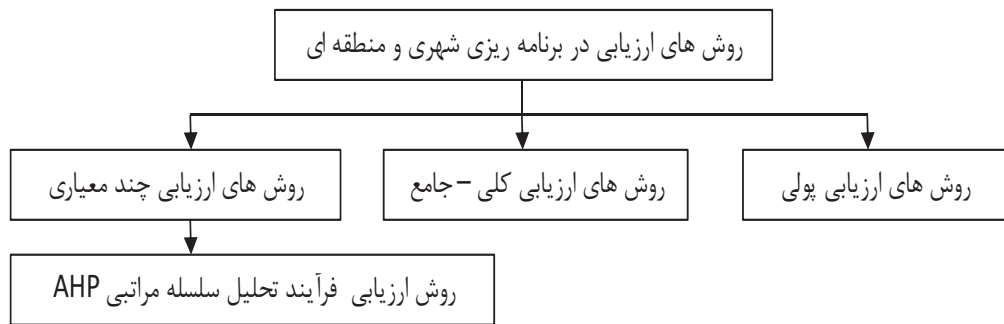 روش های ارزیابی در برنامه ریزی شهری و منطقه ای
روش های ارزیابی پولی
روش های ارزیابی کلی – جامع
روش های ارزیابی چند معیاری
روش ارزیابی فرآیند تحلیل سلسله مراتبی AHP